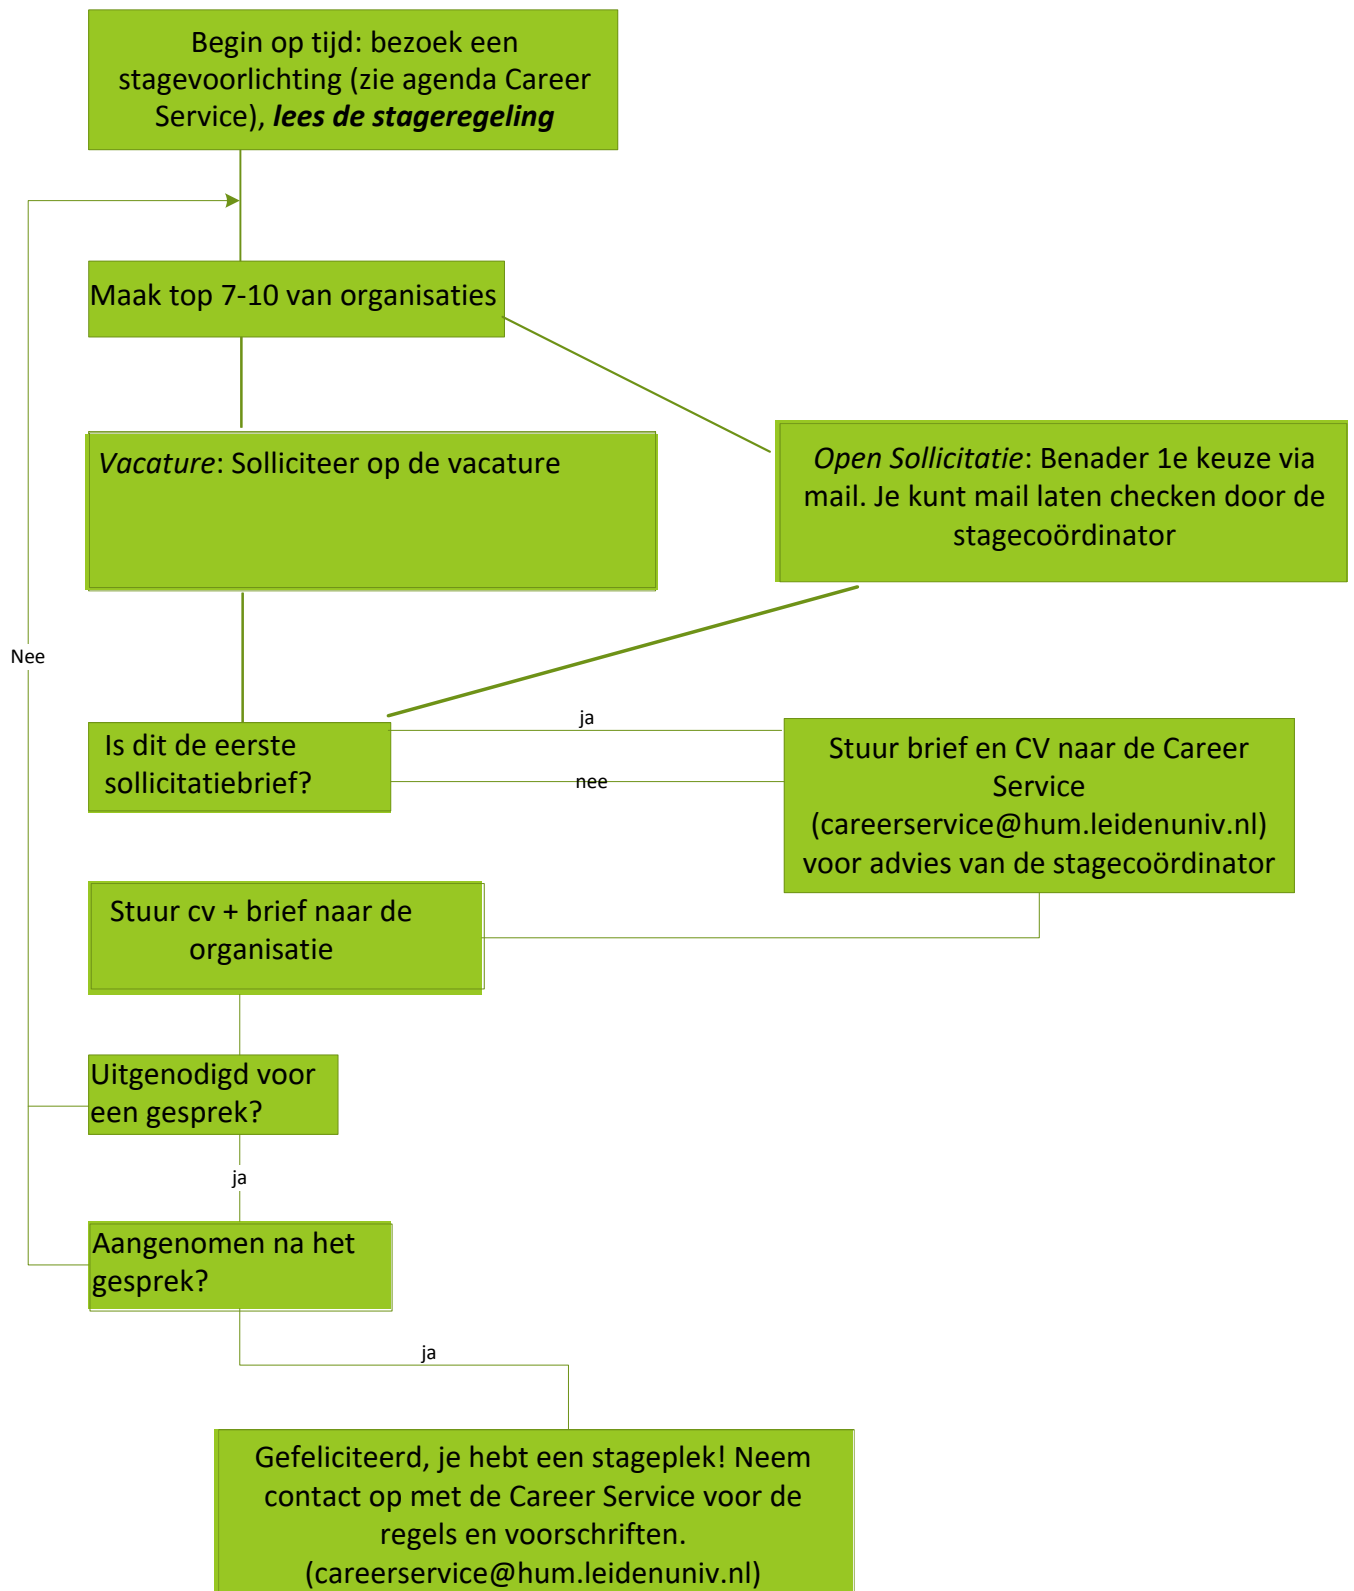 Begin op tijd: bezoek een
stagevoorlichting (zie agenda Career
Service), lees de stageregeling
Maak top 7-10 van organisaties
Vacature: Solliciteer op de vacature
Open Sollicitatie: Benader 1e keuze via
mail. Je kunt mail laten checken door de
stagecoördinator
Nee
Is dit de eerste
sollicitatiebrief?
ja
nee
Stuur brief en CV naar de Career
Service
(careerservice@hum.leidenuniv.nl)
voor advies van de stagecoördinator
Stuur cv + brief naar de
organisatie
Uitgenodigd voor
een gesprek?
ja
Aangenomen na het
gesprek?
ja
Gefeliciteerd, je hebt een stageplek! Neem
contact op met de Career Service voor de
regels en voorschriften.
(careerservice@hum.leidenuniv.nl)